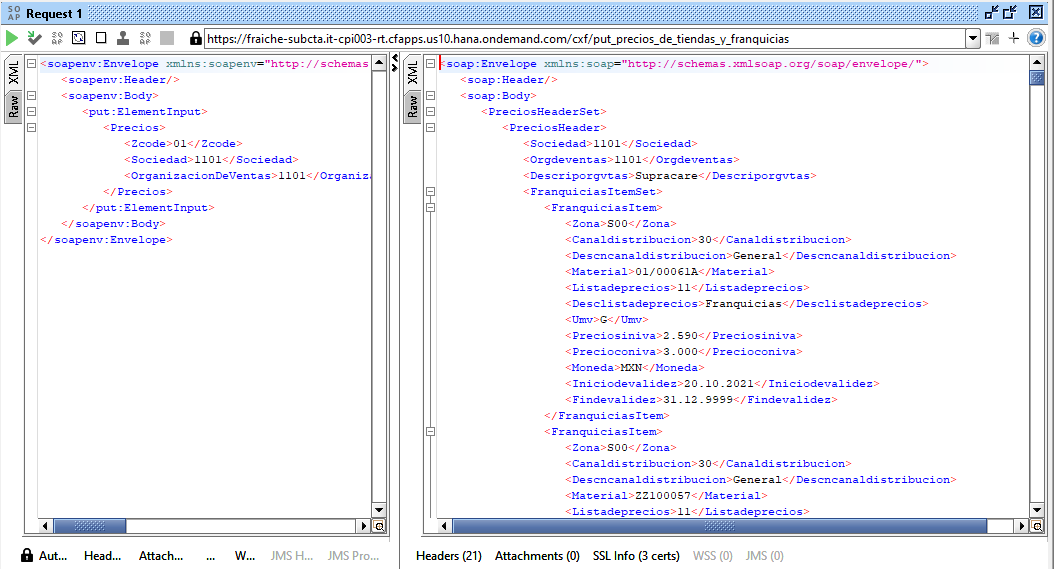 SO AP Request 1
https://fraiche-subcta.it-cpi003-rt.cfapps.us10.hana.ondemand.com/cxf/put_precios_de_tiendas_y_franquicias
XML
Raw
<soapenv:Envelope xmlns:soapenv="http://schemas
<soapenv:Header/>
<soapenv:Body>
<put:ElementInput>
<Precios>
<Zcode>01</Zcode>
<Sociedad>1101</Sociedad>
<OrganizacionDeVentas>1101</Organiza
</Precios>
</put:ElementInput>
</soapenv:Body>
</soapenv:Envelope>
XML
Raw
<soap:Envelope xmlns:soap="http://schemas.xmlsoap.org/soap/envelope/">
<soap:Header/>
<soap:Body>
<PreciosHeaderSet>
<PreciosHeader>
<Sociedad>1101</Sociedad>
<Orgdeventas>1101</Orgdeventas>
<Descriporgvtas>Supracare</Descriporgvtas>
<FranquiciasItemSet>
<FranquiciasItem>
<Zona>S00</Zona>
<Canaldistribucion>30</Canaldistribucion>
<Descncanaldistribucion>General</Descncanaldistribucion>
<Material>01/00061A</Material>
<Listadeprecios>11</Listadeprecios>
<Desclistadeprecios>Franquicias</Desclistadeprecios>
<Umv>G</Umv>
<Preciosiniva>2.590</Preciosiniva>
<Precioconiva>3.000</Precioconiva>
<Moneda>MXN</Moneda>
<Iniciodevalidez>20.10.2021</Iniciodevalidez>
<Findevalidez>31.12.9999</Findevalidez>
</FranquiciasItem>
<FranquiciasItem>
<Zona>S00</Zona>
<Canaldistribucion>30</Canaldistribucion>
<Descncanaldistribucion>General</Descncanaldistribucion>
<Material>ZZ100057</Material>
<Listadeprecios>11</Listadeprecios>
Aut... Head... Attach... ... W... JMS H... JMS Pro...
Headers (21) Attachments (0) SSL Info (3 certs) WSS (0) JMS (0)